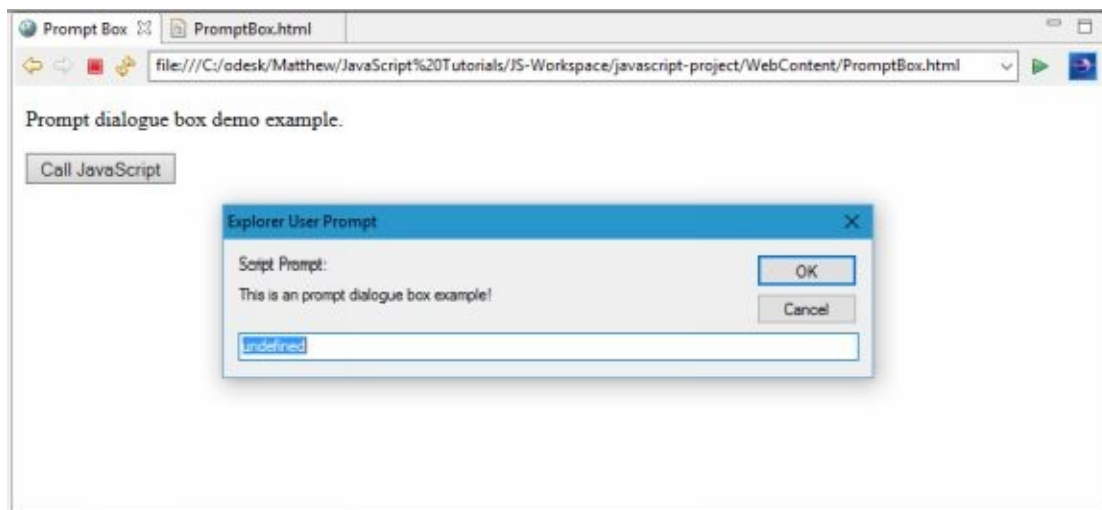 Prompt Box PromptBox.html
file:///C:/odesk/Matthew/JavaScript%20Tutorials/JS-Workspace/javascript-project/WebContent/PromptBox.html
Prompt dialogue box demo example.
Call JavaScript
Explorer User Prompt
Script Prompt:
OK
This is an prompt dialogue box example!
Cancel
undefined